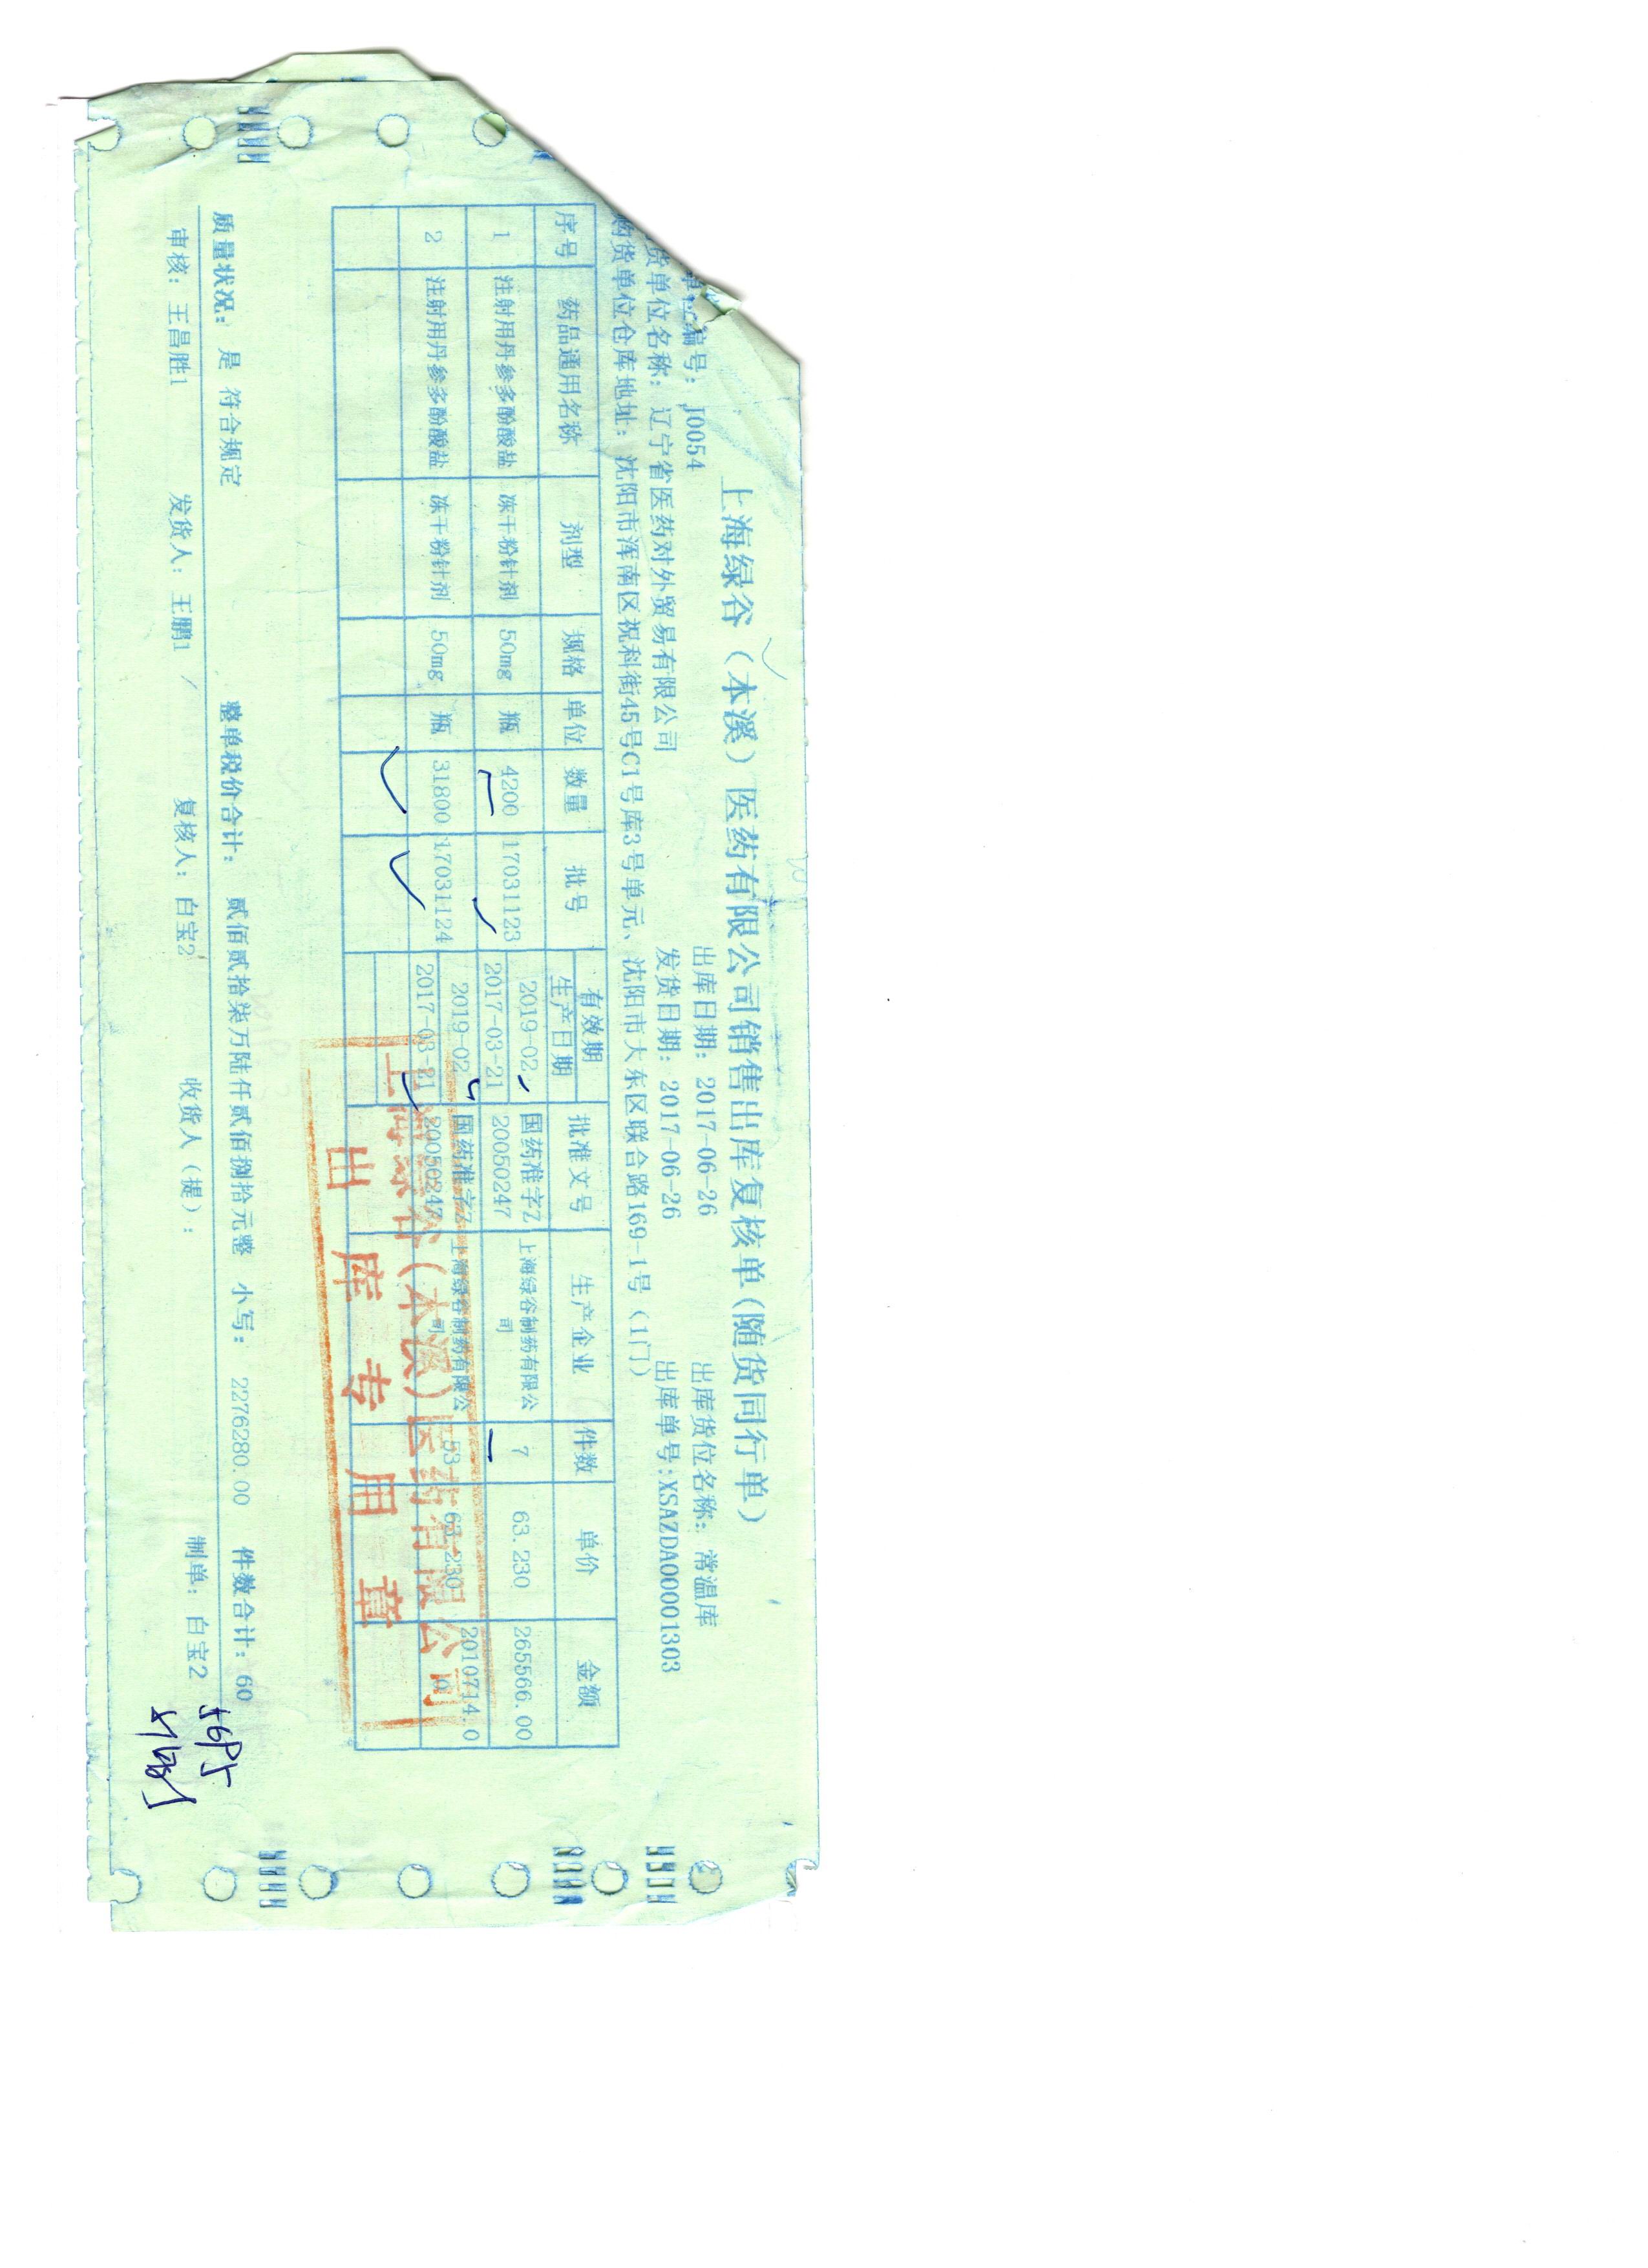 上海绿谷（本溪）医药有限公司销售出库复核单(随货同行单)
单位编号：J0054 出库日期：2017-06-26 出库货位名称：常温库
货单位名称：辽宁省医药对外贸易有限公司 发货日期：2017-06-26 出库单号:XSAZDA00001303
购货单位仓库地址：沈阳市浑南区祝科街45号C1号库3号单元、沈阳市大东区联合路169-1号（1门）
序号 药品通用名称 剂型 规格 单位 数量 批号 有效期 生产日期 批准文号 生产企业 件数 单价 金额
1 注射用丹参多酚酸盐 冻干粉针剂 50mg 瓶 4200 17031123 2019-02 2017-03-21 国药准字Z20050247 上海绿谷制药有限公司 7 63.230 265566.00
2 注射用丹参多酚酸盐 冻干粉针剂 50mg 瓶 31800 17031124 2019-02 2017-03-21 国药准字Z20050247 上海绿谷制药有限公司 53 63.230 2010714.00
上海绿谷(本溪)医药有限公司
出库专用章
质量状况：是 符合规定 整单税价合计：贰佰贰拾柒万陆仟贰佰捌拾元整 小写：2276280.00 件数合计：60
审核：王昌胜1 发货人：王鹏1 复核人：白宝2 收货人（提）： 制单：白宝2